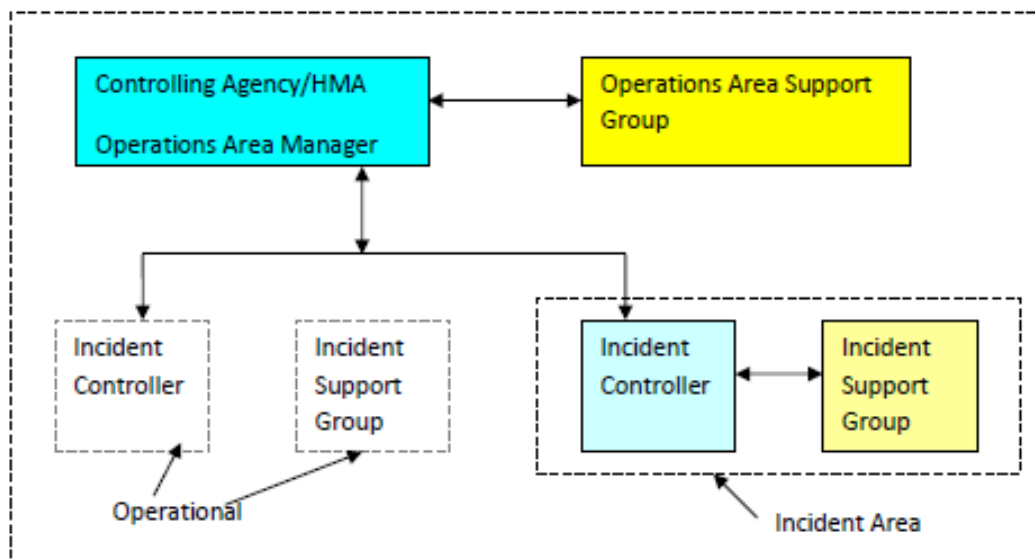 Controlling Agency/HMA
Operations Area Manager
Operations Area Support
Group
Incident
Controller
Incident
Support
Group
Incident
Controller
Incident
Support
Group
Operational
Incident Area